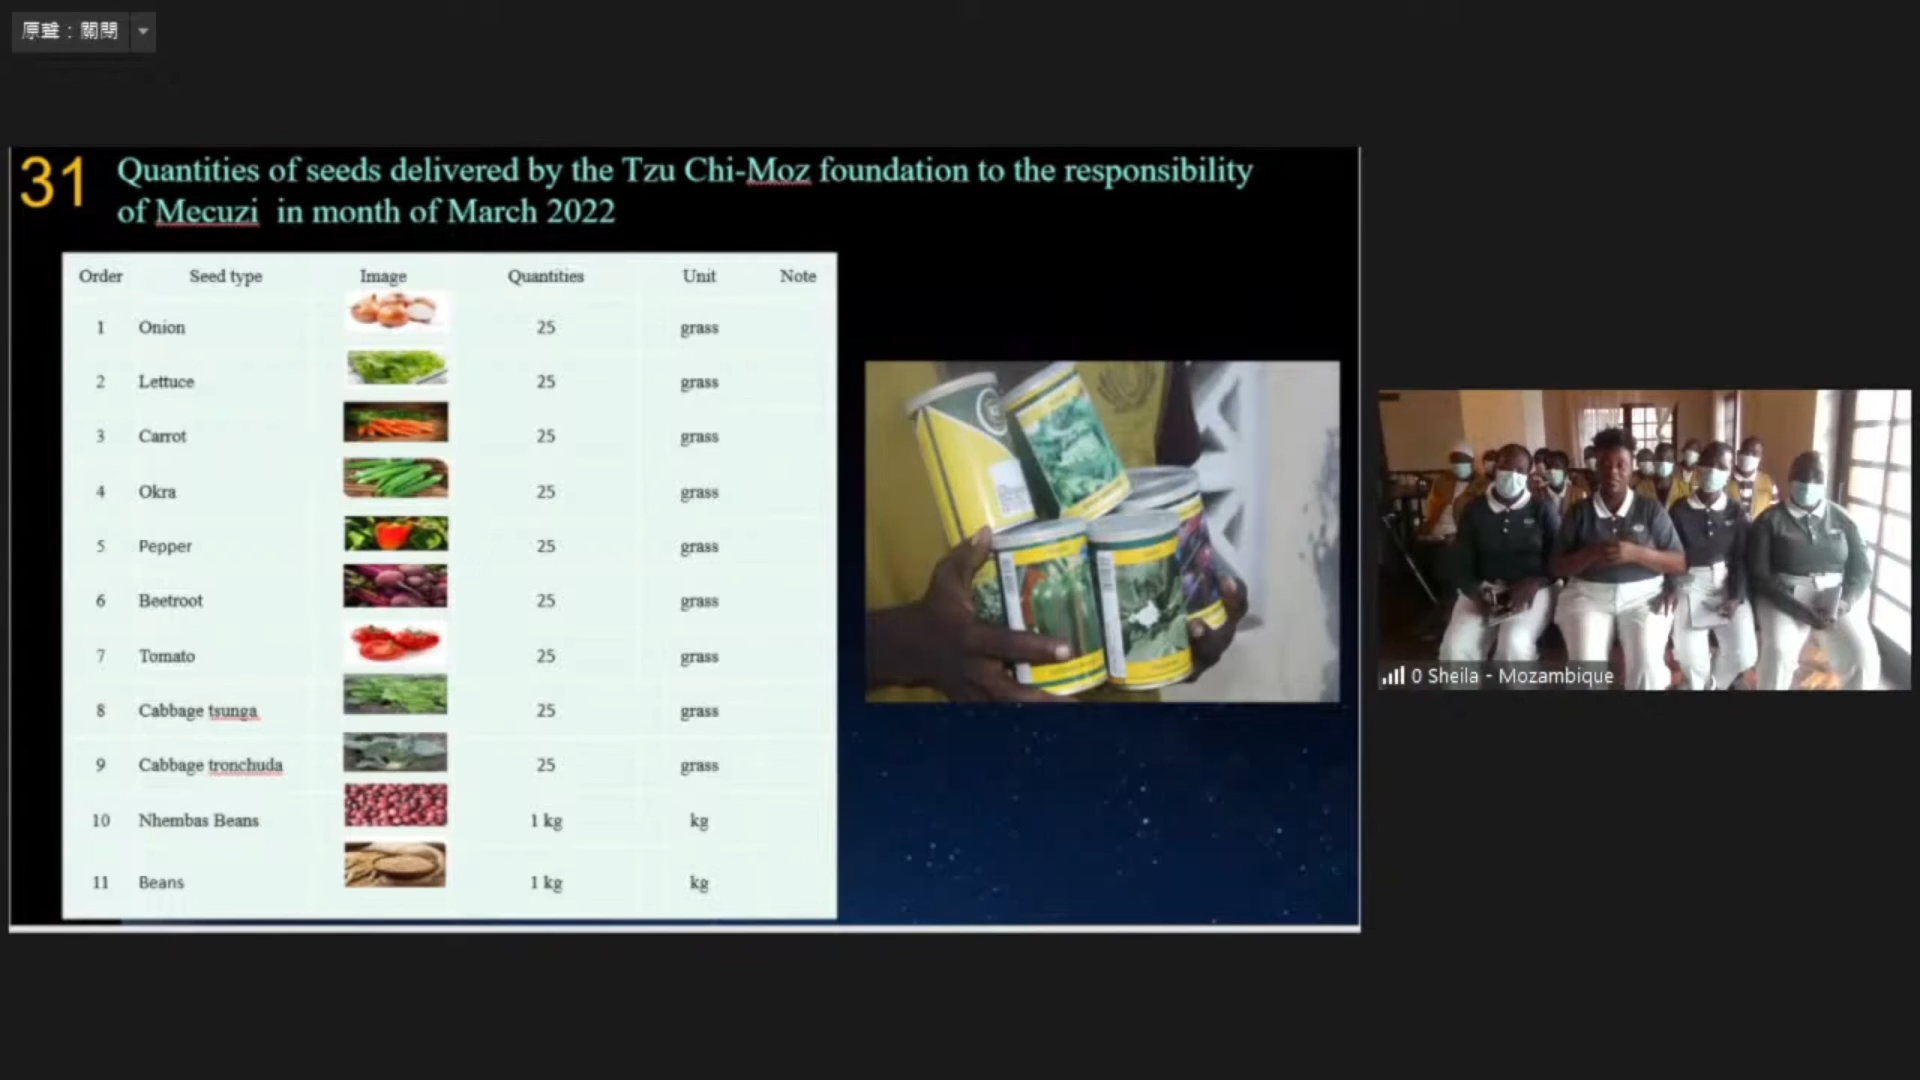 原聲：關閉
31
Quantities of seeds delivered by the Tzu Chi-Moz foundation to the responsibility
of Mecuzi in month of March 2022
Order Seed type Image Quantities Unit Note
1 Onion 25 grass
2 Lettuce 25 grass
3 Carrot 25 grass
4 Okra 25 grass
5 Pepper 25 grass
6 Beetroot 25 grass
7 Tomato 25 grass
8 Cabbage tsunga 25 grass
9 Cabbage tronchuda 25 grass
10 Nhembas Beans 1 kg kg
11 Beans 1 kg kg
0 Sheila - Mozambique